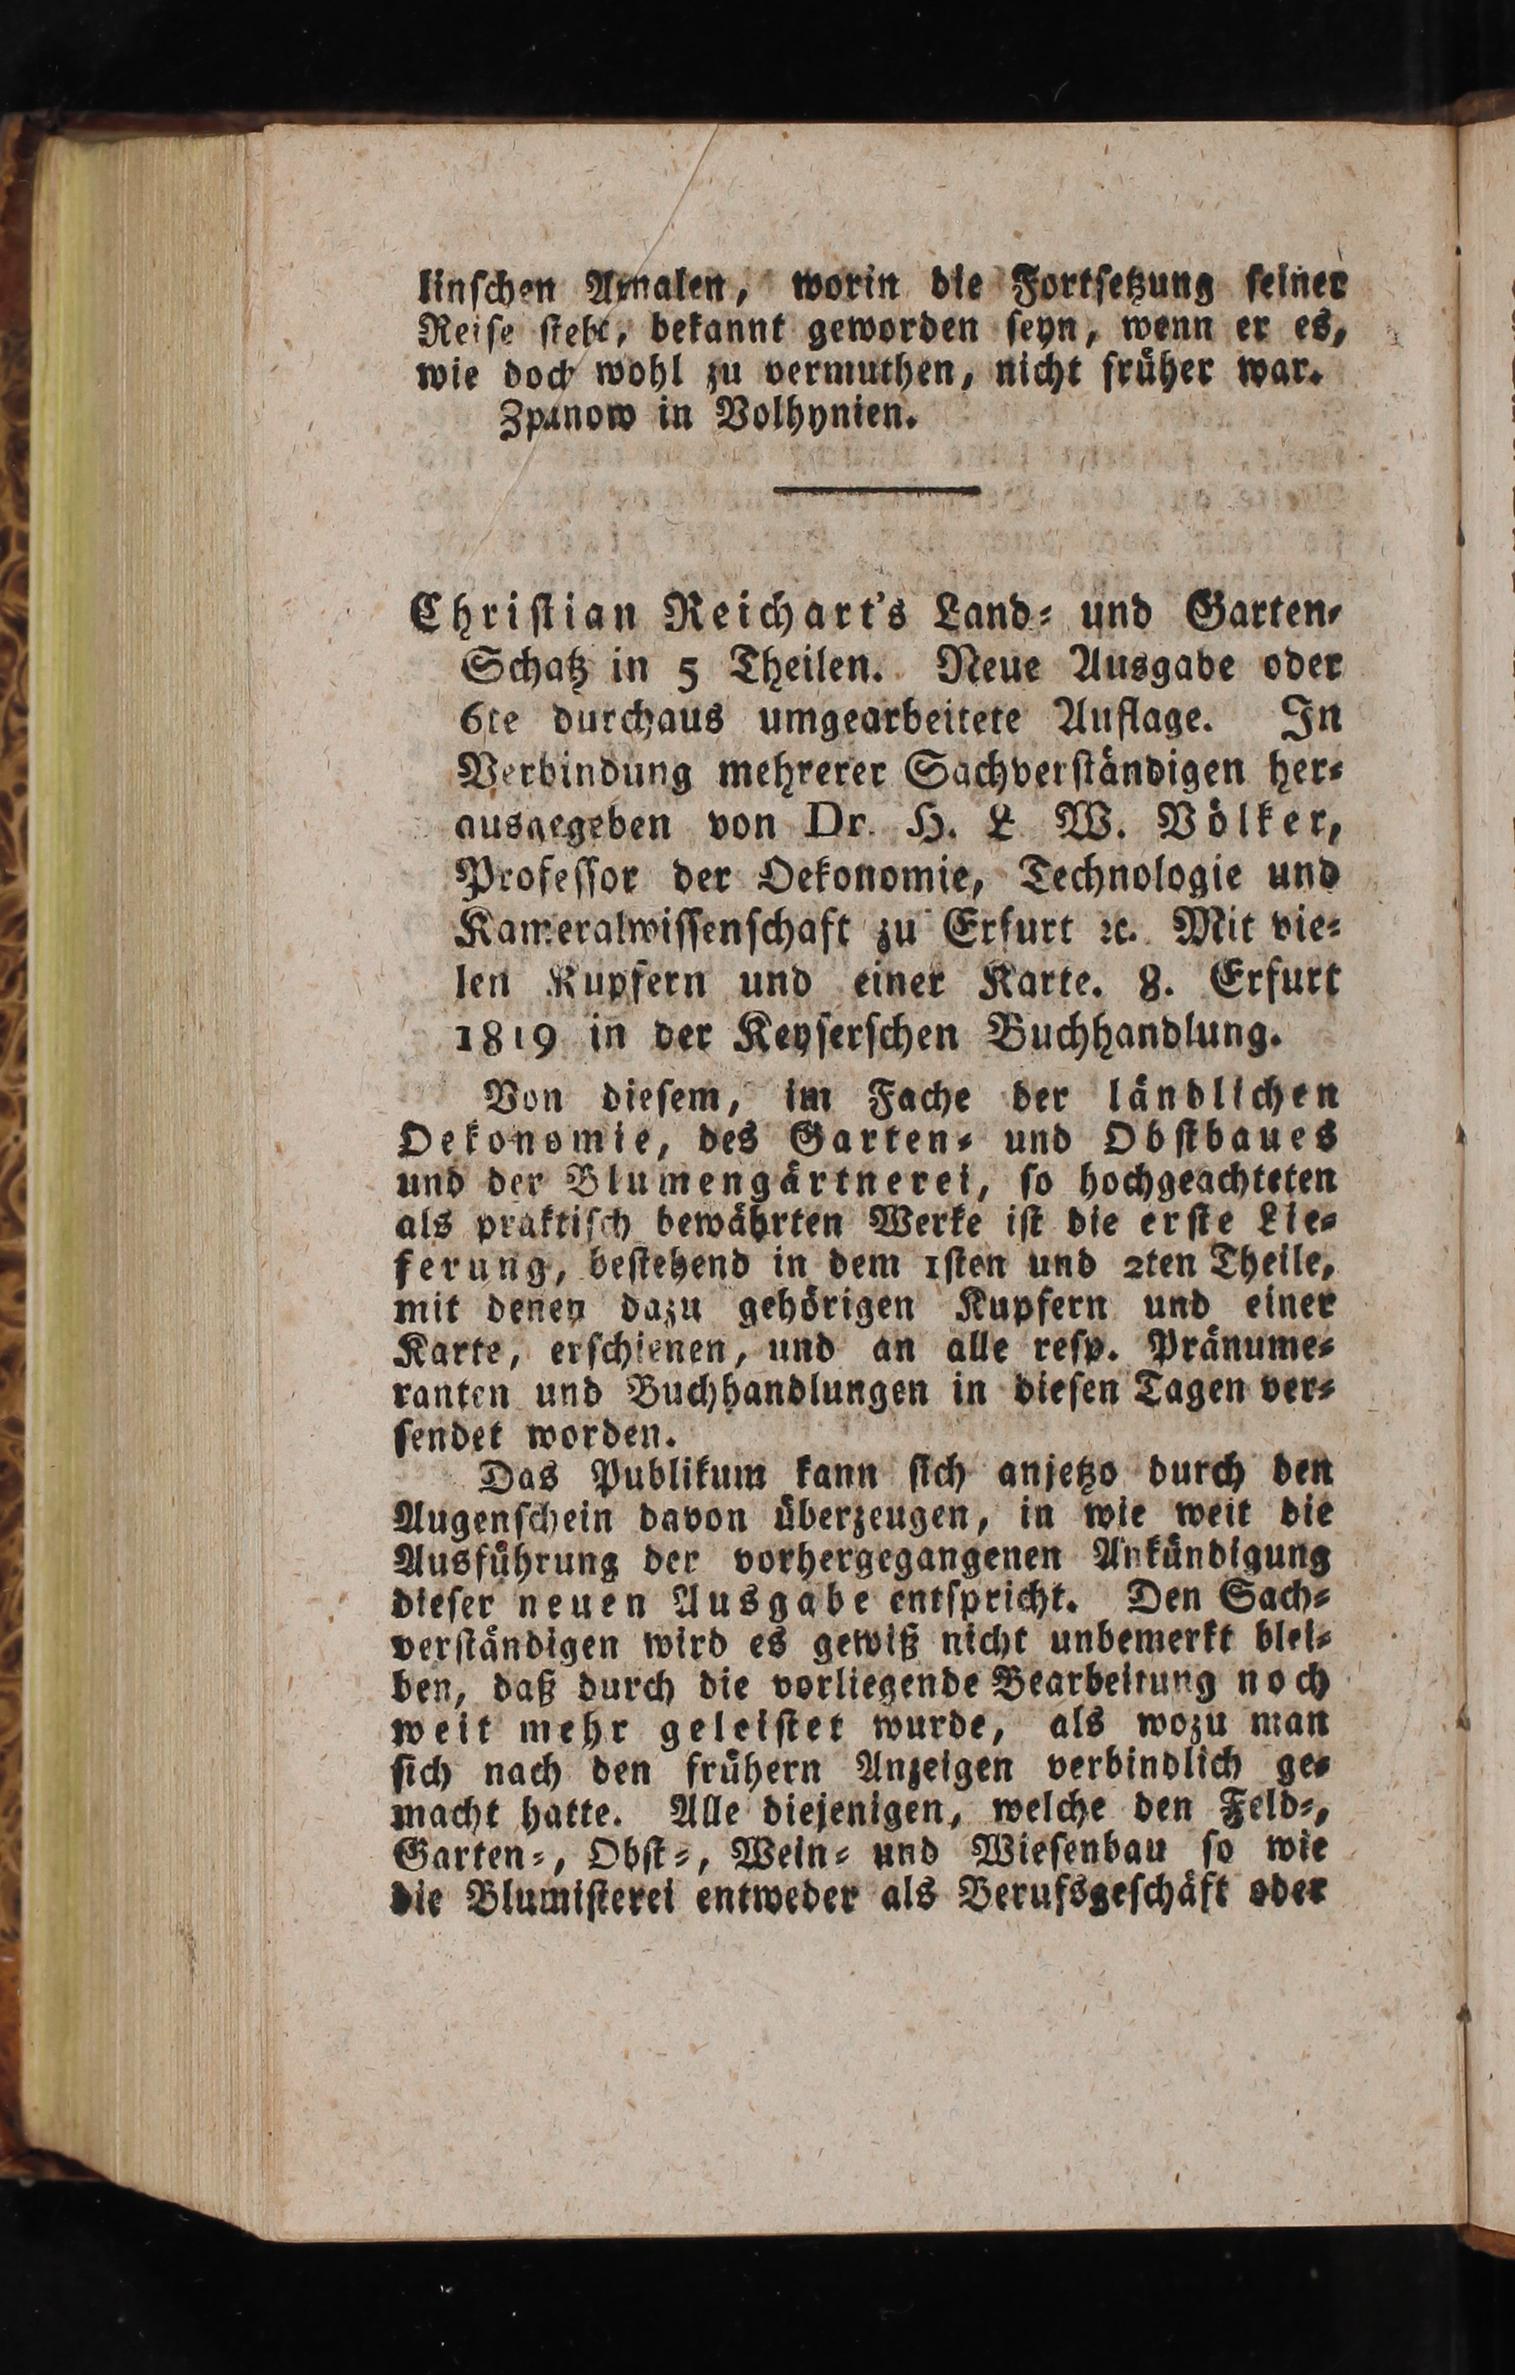 linſchen Annalen, worin die Fortſetzung ſeiner
Reiſe ſteht, bekannt geworden ſeyn, wenn er es,
wie doch wohl zu vermuthen, nicht früher war.
in Volhynien.
Chriſtian Reichart's Land- und Garten-
Schatz in 5 Theilen. Neue Ausgabe oder
6te durchaus umgearbeitete Auflage. In
Verbindung mehrerer Sachverſtändigen her-
ausgegeben von Dr. H. L W. Völker,
Profeſſor der Oekonomie, Technologie und
Kameralwiſſenſchaft zu Erfurt ꝛc. Mit vie-
len Kupfern und einer Karte. 8. Erfurt
1819 in der Keyſerſchen Buchhandlung.
Von dieſem, im Fache der ländlichen
Oekonomie, des Garten- und Obſtbaues
und der Blumengärtnerei, ſo hochgeachteten
als praktiſch bewährten Werke iſt die erſte Lie-
ferung, beſtehend in dem 1ſten und 2ten Theile,
mit denen dazu gehörigen Kupfern und einer
Karte, erſchienen, und an alle reſp. Pränume-
ranten und Buchhandlungen in dieſen Tagen ver-
ſendet worden.
Das Publikum kann ſich anjetzo durch den
Augenſchein davon überzeugen, in wie weit die
Ausführung der vorhergegangenen Ankündigung
dieſer neuen Ausgabe entſpricht. Den Sach-
verſtändigen wird es gewiß nicht unbemerkt blei-
ben, daß durch die vorliegende Bearbeitung noch
weit mehr geleiſtet wurde, als wozu man
ſich nach den frühern Anzeigen verbindlich ge-
macht hatte. Alle diejenigen, welche den Feld-,
Garten-, Obſt-, Wein- und Wieſenbau ſo wie
die Blumiſterei entweder als Berufsgeſchäft oder